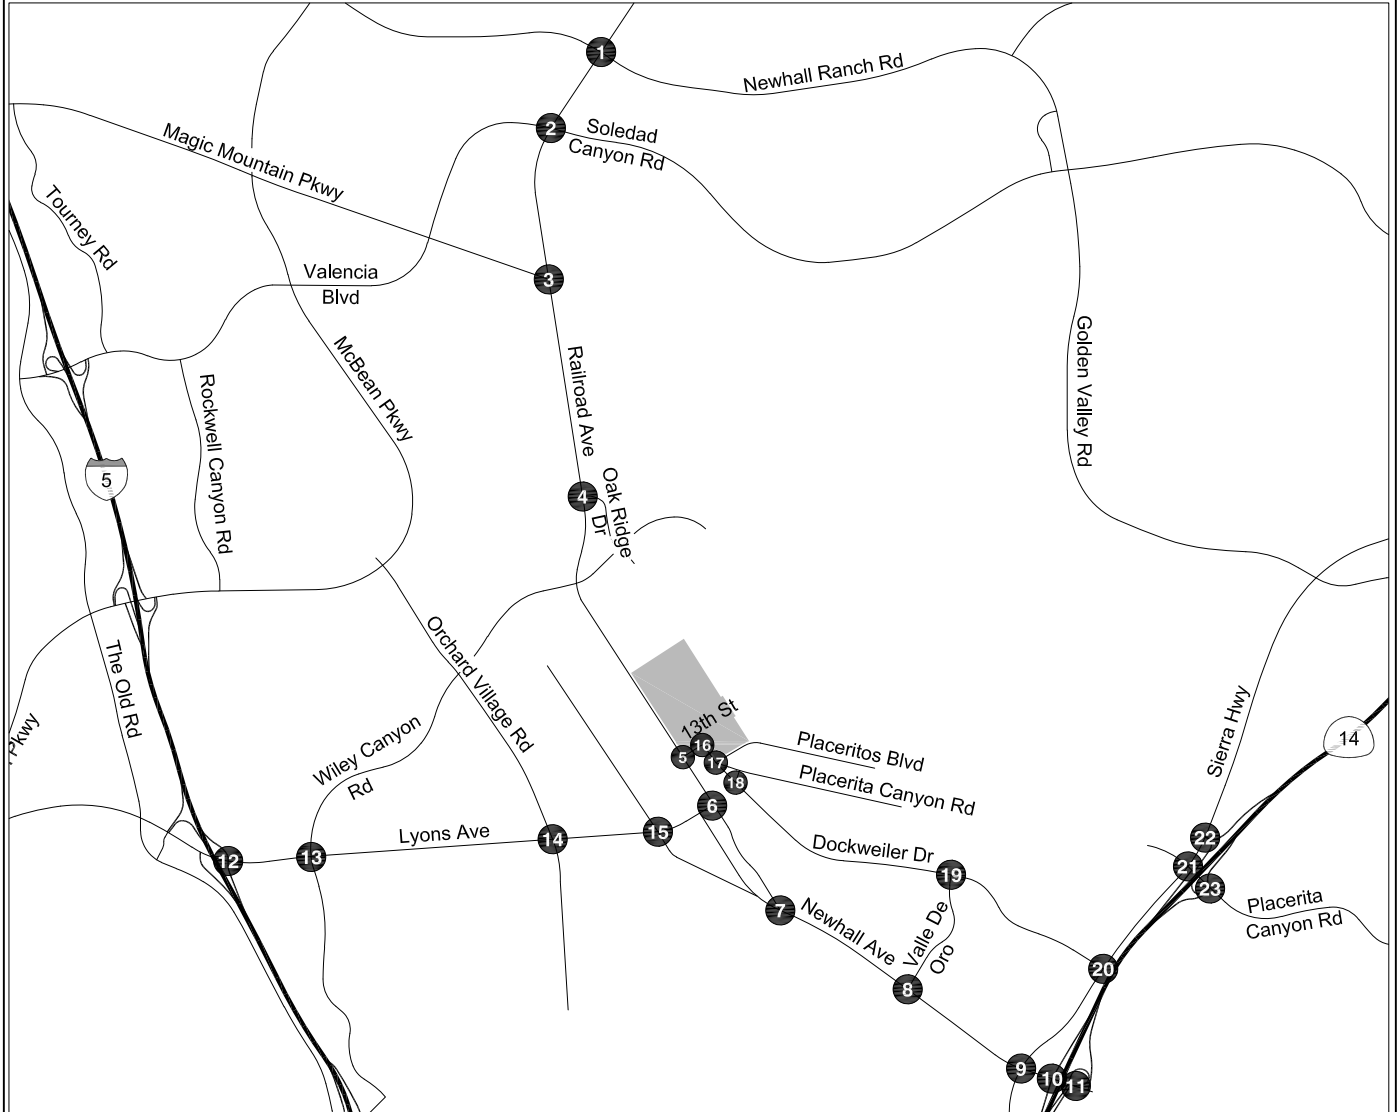 1
Newhall Ranch Rd
2
Soledad
Canyon Rd
Magic Mountain Pkwy
Tourney Rd
Valencia
Blvd
3
McBean Pkwy
Railroad Ave
Golden Valley Rd
Rockwell Canyon Rd
5
4
Oak Ridge
Dr
The Old Rd
Orchard Village Rd
Wiley Canyon
Rd
Pkwy
13th St
16
5
17
18
6
Placeritos Blvd
Placerita Canyon Rd
Sierra Hwy
14
Lyons Ave
12
13
14
15
Dockweiler Dr
19
22
21
23
Placerita
Canyon Rd
7
Newhall Ave
Valle De
Oro
8
20
9
10
11